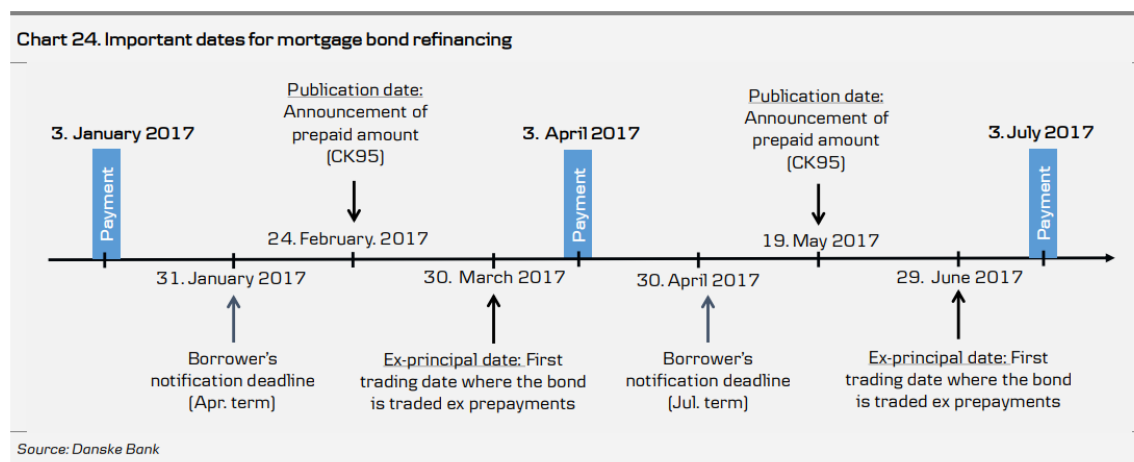 Chart 24. Important dates for mortgage bond refinancing
Publication date:
Announcement of
prepaid amount
(CK95)
Publication date:
Announcement of
prepaid amount
(CK95)
3. January 2017
3. April 2017
3. July 2017
Payment
Payment
Payment
24. February. 2017
19. May 2017
31. January 2017
30. March 2017
30. April 2017
29. June 2017
Borrower's
notification deadline
(Apr. term)
Ex-principal date: First
trading date where the bond
is traded ex prepayments
Borrower's
notification deadline
(Jul. term)
Ex-principal date: First
trading date where the bond
is traded ex prepayments
Source: Danske Bank